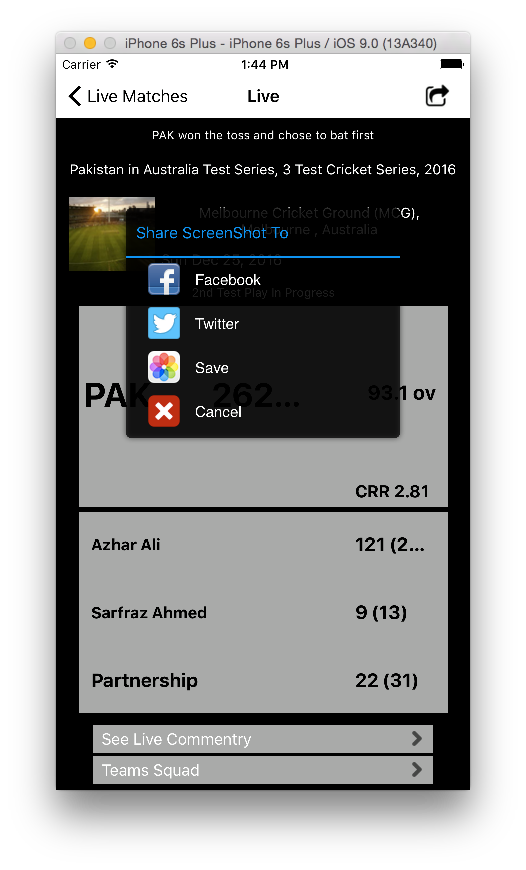 iPhone 6s Plus - iPhone 6s Plus / iOS 9.0 (13A340)
Carrier 1:44 PM
Live Matches Live
PAK won the toss and chose to bat first
Pakistan in Australia Test Series, 3 Test Cricket Series, 2016
Melbourne Cricket Ground (MCG),
Melbourne , Australia
Share ScreenShot To
Dec 26, 2016
Facebook
2nd Test Play in Progress
Twitter
Save
PAK 262... 93.1 ov
Cancel
CRR 2.81
Azhar Ali 121 (2...
Sarfraz Ahmed 9 (13)
Partnership 22 (31)
See Live Commentry
Teams Squad